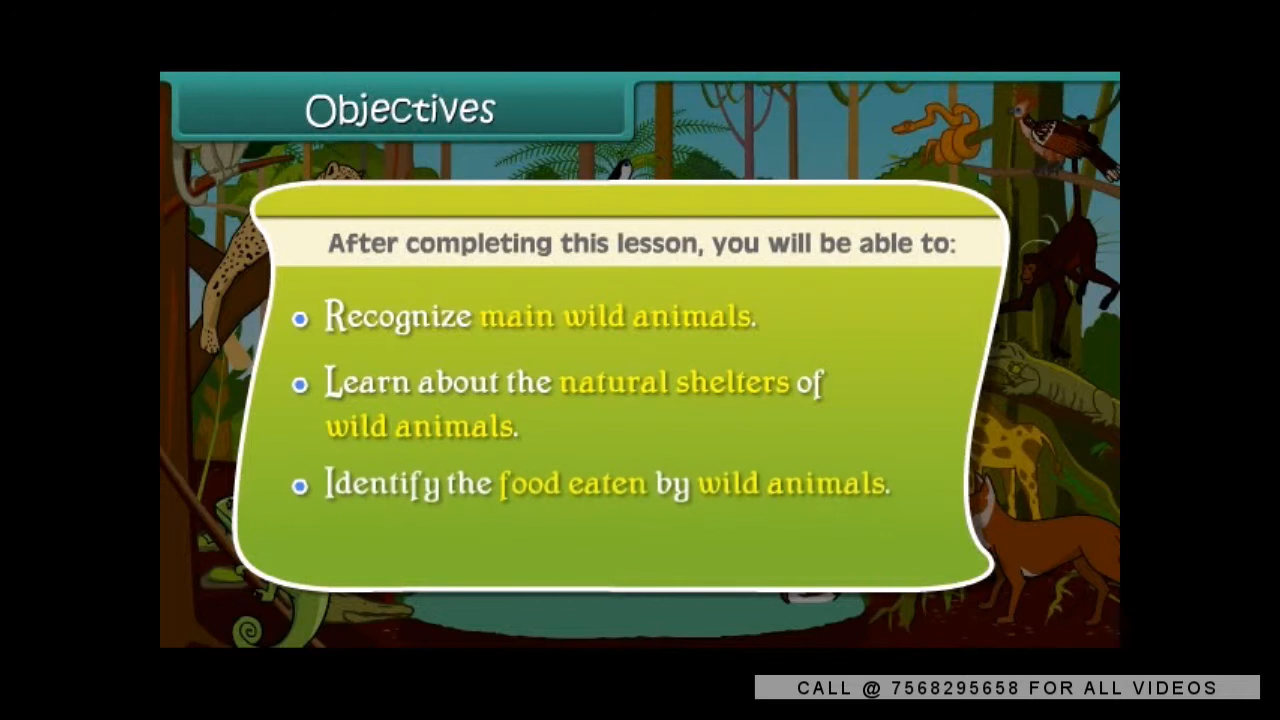 Objectives
After completing this lesson, you will be able to:
Recognize main wild animals.
Learn about the natural shelters of
wild animals.
Identify the food eaten by wild animals.
CALL @ 7568295658 FOR ALL VIDEOS